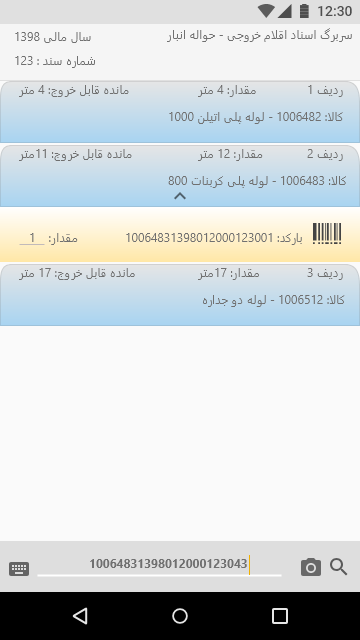 12:30
سربرگ اسناد اقلام خروجی - حواله انبار
سال مالی 1398
شماره سند : 123
ردیف 1 مقدار: 4 متر مانده قابل خروج: 4 متر
کالا: 1006482 - لوله پلی اتیلن 1000
ردیف 2 مقدار: 12 متر مانده قابل خروج: 11متر
کالا: 1006483 - لوله پلی کربنات 800
بارکد: 10064831398012000123001 مقدار: 1
ردیف 3 مقدار: 17متر مانده قابل خروج: 17 متر
کالا: 1006512 - لوله دو جداره
10064831398012000123043